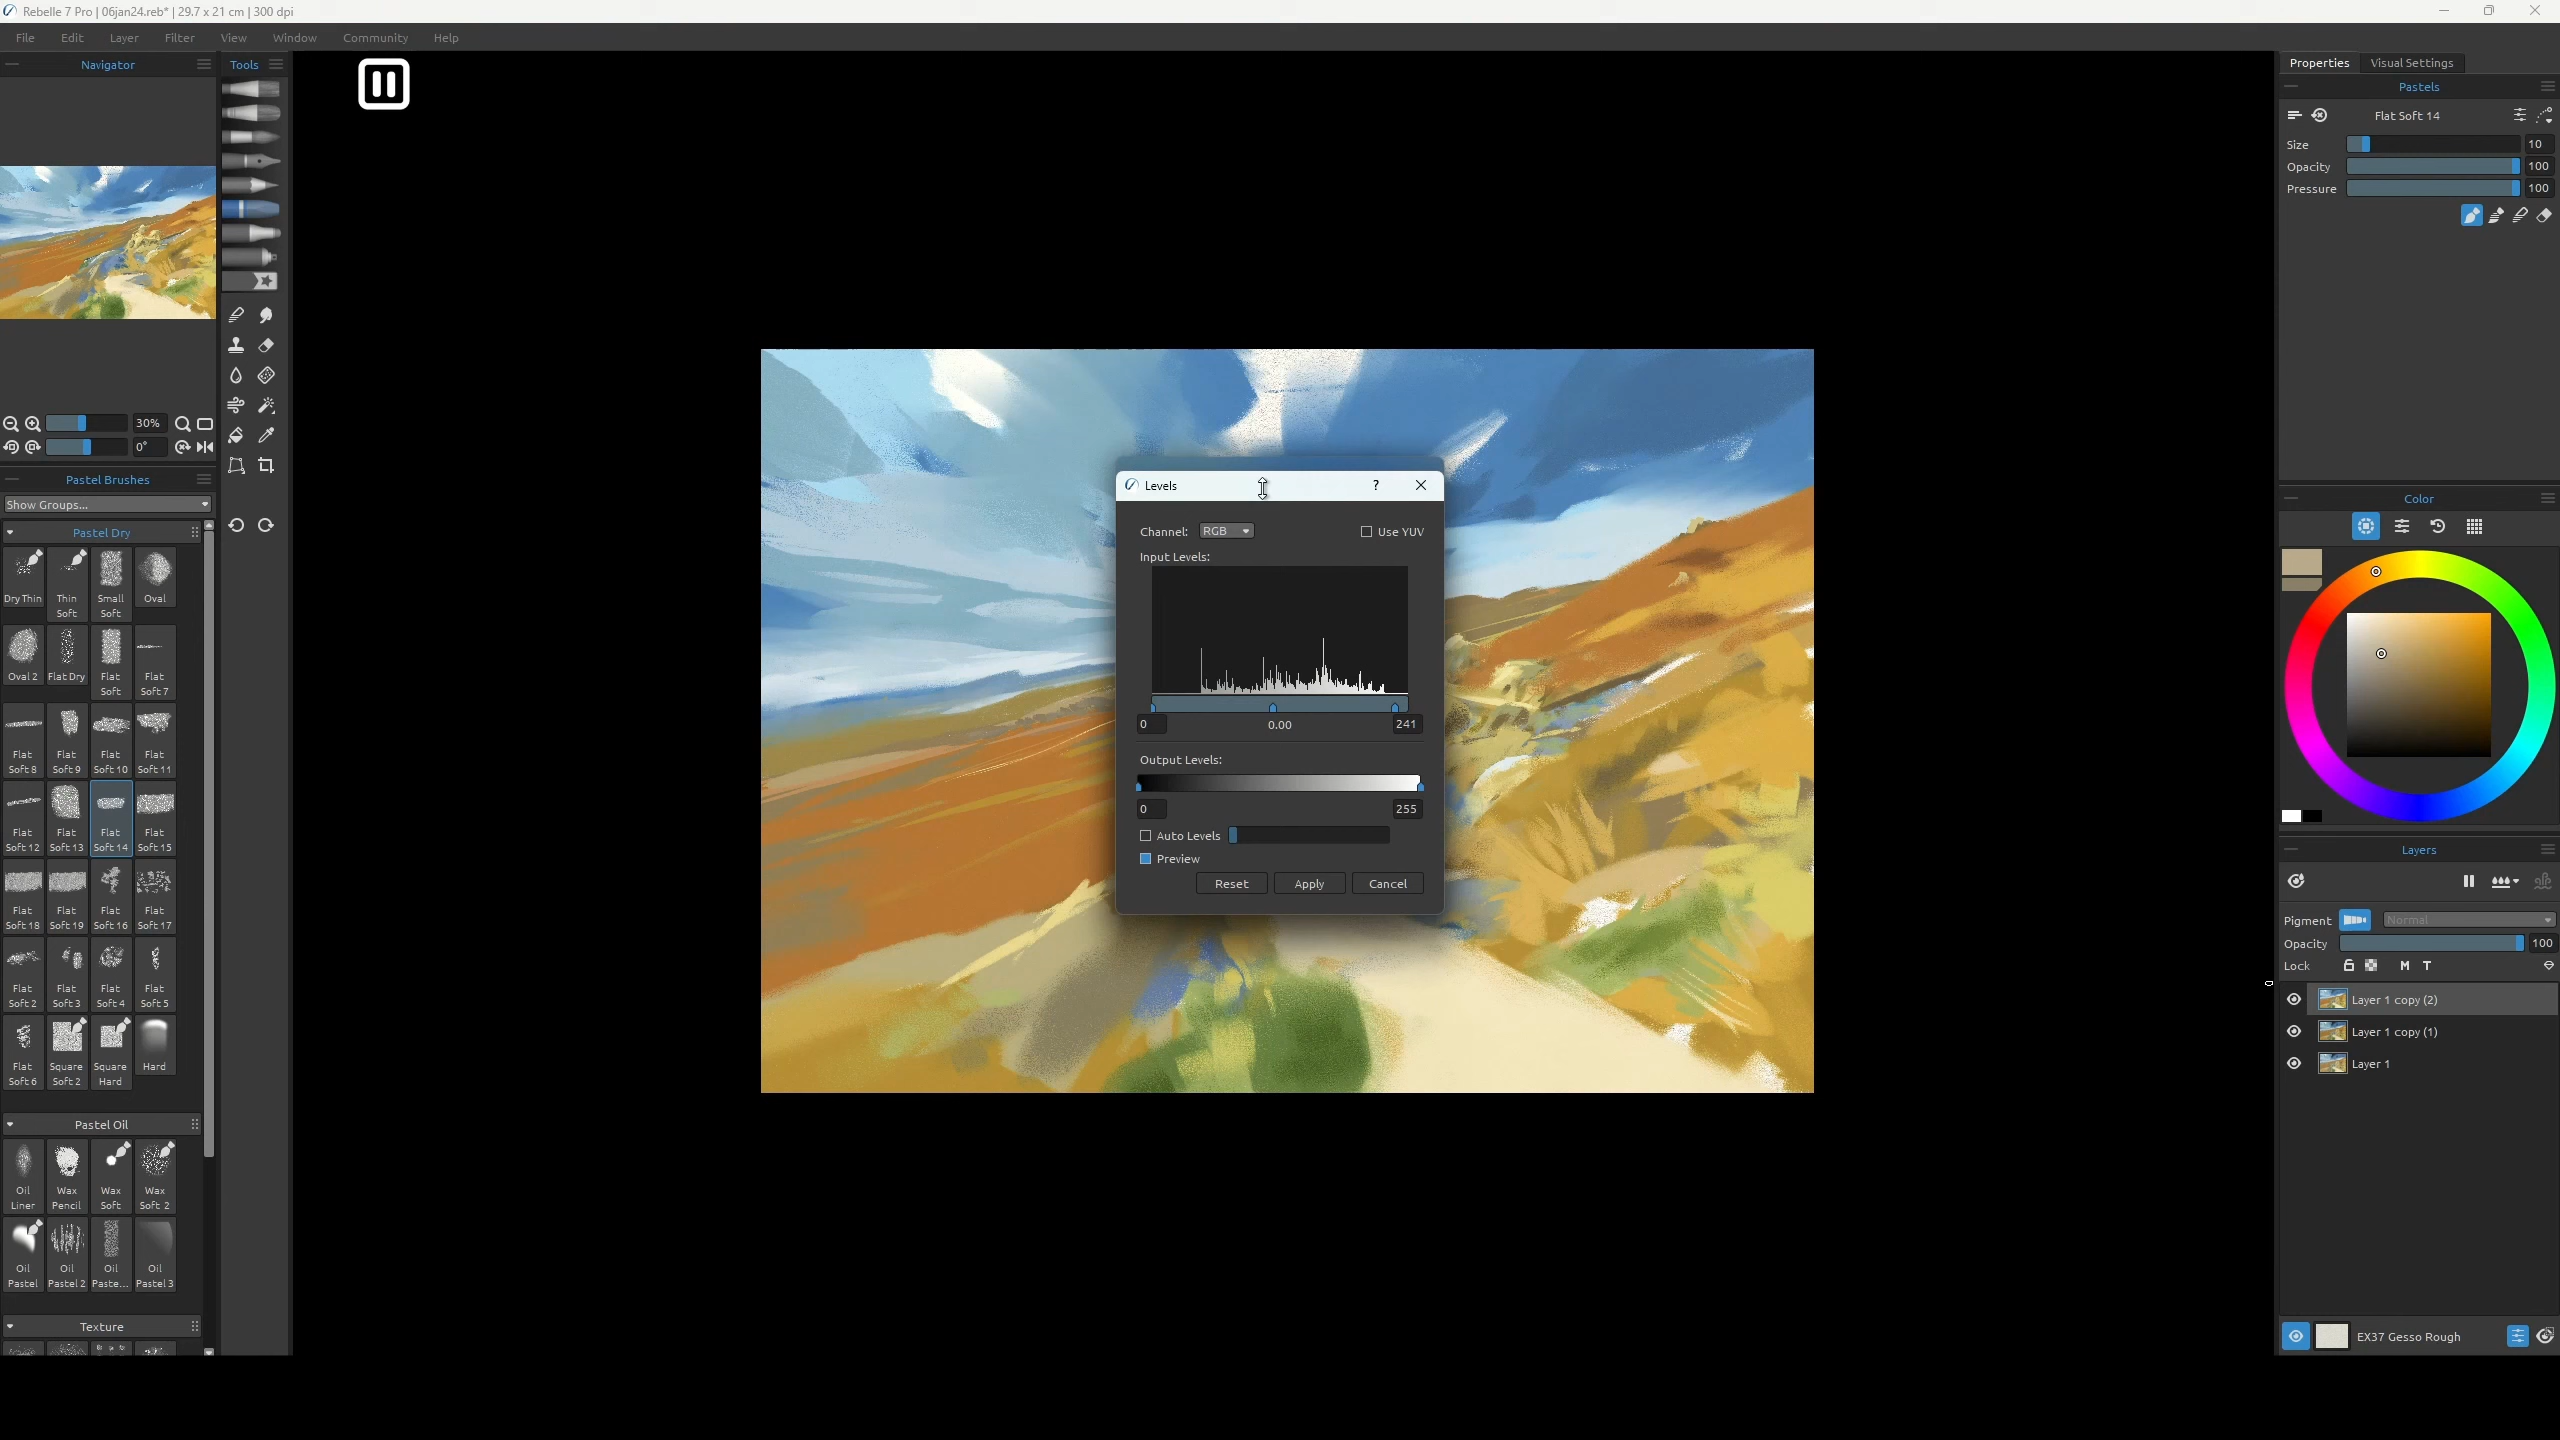 Rebelle 7 Pro | 06jan24.reb* | 29.7 x 21 cm | 300 dpi
File Edit Layer Filter View Window Community Help
Navigator
Tools
30%
0°
Pastel Brushes
Show Groups...
Pastel Dry
Dry Thin
Thin Soft
Small Soft
Oval
Oval 2
Flat Dry
Flat Soft
Flat Soft 7
Flat Soft 8
Flat Soft 9
Flat Soft 10
Flat Soft 11
Flat Soft 12
Flat Soft 13
Flat Soft 14
Flat Soft 15
Flat Soft 18
Flat Soft 19
Flat Soft 16
Flat Soft 17
Flat Soft 2
Flat Soft 3
Flat Soft 4
Flat Soft 5
Flat Soft 6
Square Soft 2
Square Hard
Hard
Pastel Oil
Oil Liner
Wax Pencil
Wax Soft
Wax Soft 2
Oil Pastel
Oil Pastel 2
Oil Paste...
Oil Pastel 3
Texture
Levels
?
Channel: RGB Use YUV
Input Levels:
0 0.00 241
Output Levels:
0 255
Auto Levels
Preview
Reset Apply Cancel
Properties Visual Settings
Pastels
Flat Soft 14
Size 10
Opacity 100
Pressure 100
Color
Layers
Pigment Normal
Opacity 100
Lock M T
Layer 1 copy (2)
Layer 1 copy (1)
Layer 1
EX37 Gesso Rough